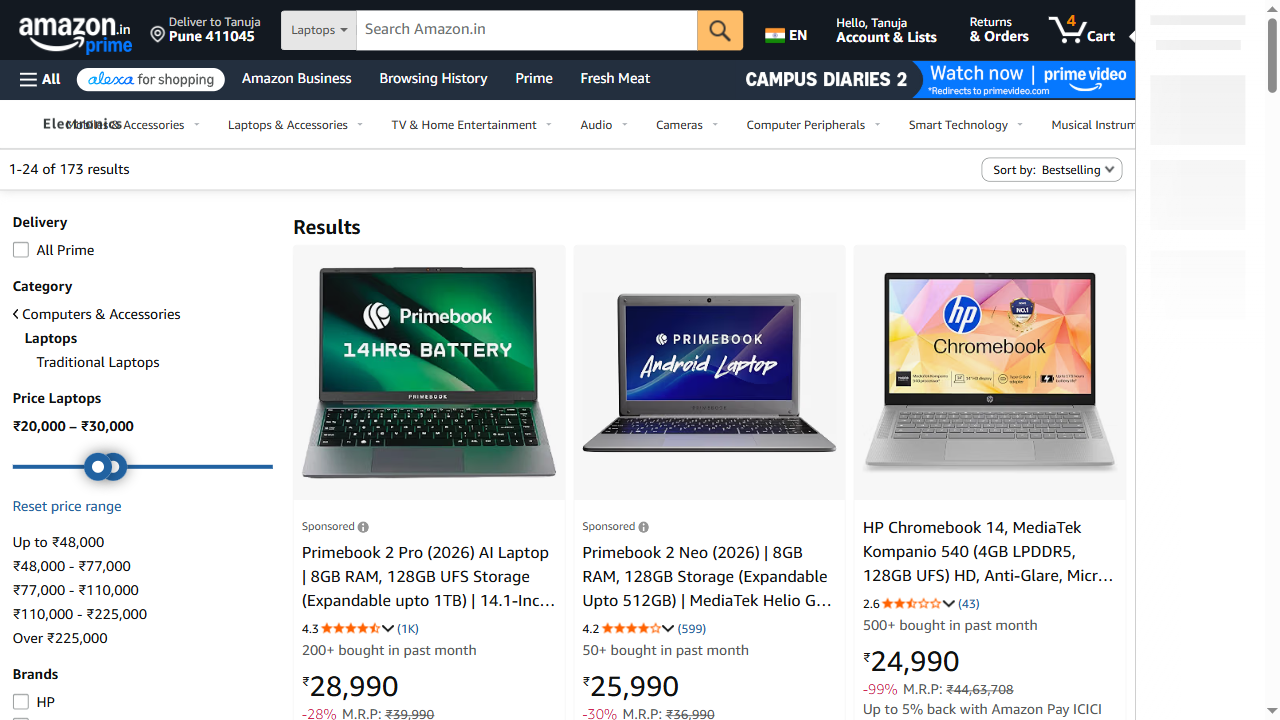 amazon.in
prime
Deliver to Tanuja
Pune 411045
Laptops
Search Amazon.in
EN
Hello, Tanuja
Account & Lists
Returns
& Orders
4
Cart
All
alexa for shopping
Amazon Business
Browsing History
Prime
Fresh Meat
CAMPUS DIARIES 2
Watch now | prime video
*Redirects to primevideo.com
Electronics
Mobiles & Accessories
Laptops & Accessories
TV & Home Entertainment
Audio
Cameras
Computer Peripherals
Smart Technology
Musical Instrum
1-24 of 173 results
Sort by: Bestselling
Delivery
All Prime
Category
Computers & Accessories
Laptops
Traditional Laptops
Price Laptops
₹20,000 – ₹30,000
Reset price range
Up to ₹48,000
₹48,000 - ₹77,000
₹77,000 - ₹110,000
₹110,000 - ₹225,000
Over ₹225,000
Brands
HP
Results
Primebook
14HRS BATTERY
PRIMEBOOK
Sponsored
Primebook 2 Pro (2026) AI Laptop
| 8GB RAM, 128GB UFS Storage
(Expandable upto 1TB) | 14.1-Inc...
4.3 (1K)
200+ bought in past month
₹28,990
-28% M.R.P: ₹39,990
PRIMEBOOK
Android Laptop
PRIMEBOOK
Sponsored
Primebook 2 Neo (2026) | 8GB
RAM, 128GB Storage (Expandable
Upto 512GB) | MediaTek Helio G...
4.2 (599)
50+ bought in past month
₹25,990
-30% M.R.P: ₹36,990
hp
NO.1
Chromebook
HP Chromebook 14, MediaTek
Kompanio 540 (4GB LPDDR5,
128GB UFS) HD, Anti-Glare, Micr...
2.6 (43)
500+ bought in past month
₹24,990
-99% M.R.P: ₹44,63,708
Up to 5% back with Amazon Pay ICICI